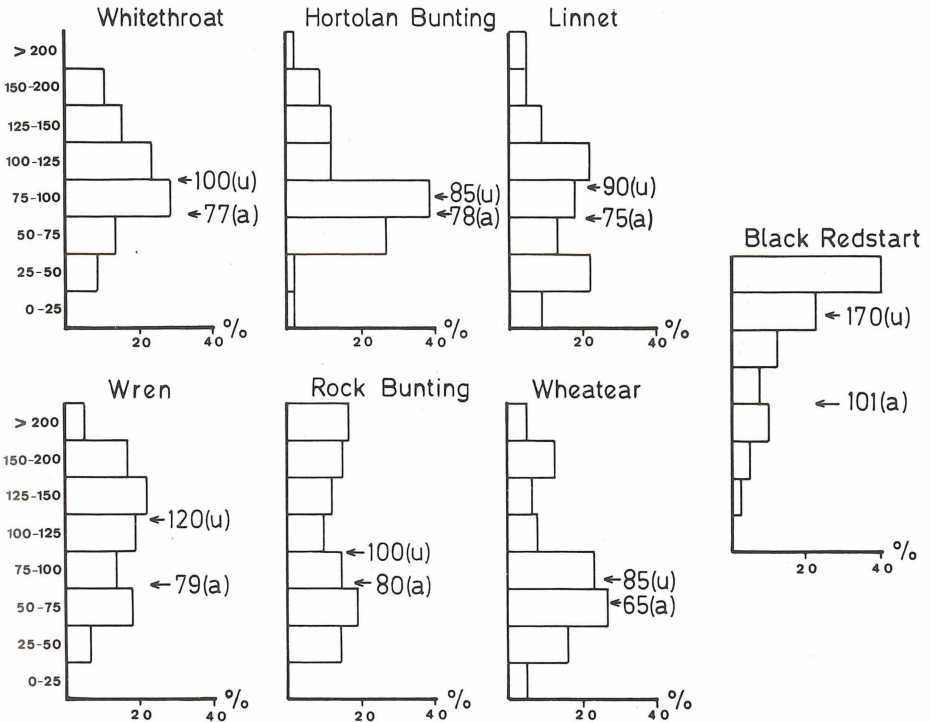 Whitethroat
Hortolan Bunting
Linnet
> 200
150-200
125-150
100-125
75-100
50-75
25-50
0-25
←100(u)
←77(a)
←85(u)
←78(a)
←90(u)
←75(a)
20 40 %
20 40 %
20 40 %
Black Redstart
←170(u)
←101(a)
20 40 %
Wren
Rock Bunting
Wheatear
> 200
150-200
125-150
100-125
75-100
50-75
25-50
0-25
←120(u)
←79(a)
←100(u)
←80(a)
←85(u)
←65(a)
20 40 %
20 40 %
20 40 %